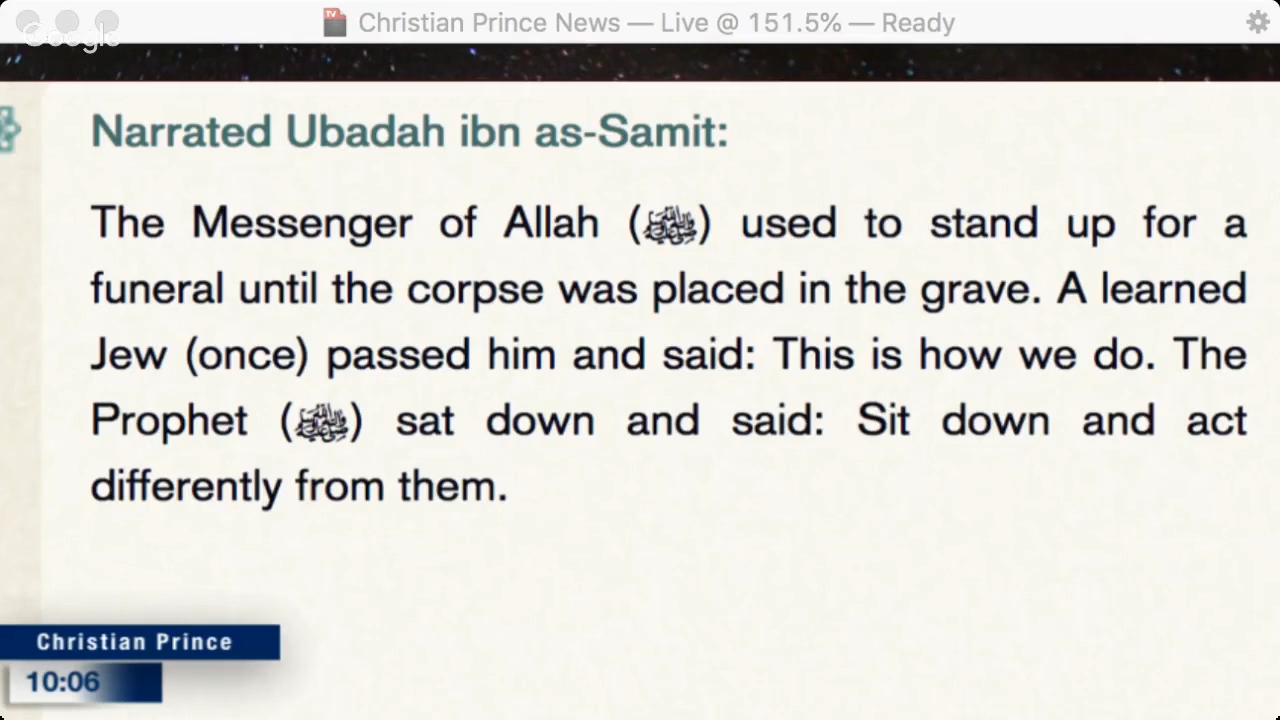 Christian Prince News — Live @ 151.5% — Ready
Google
Narrated Ubadah ibn as-Samit:
The Messenger of Allah (ﷺ) used to stand up for a
funeral until the corpse was placed in the grave. A learned
Jew (once) passed him and said: This is how we do. The
Prophet (ﷺ) sat down and said: Sit down and act
differently from them.
Christian Prince
10:06